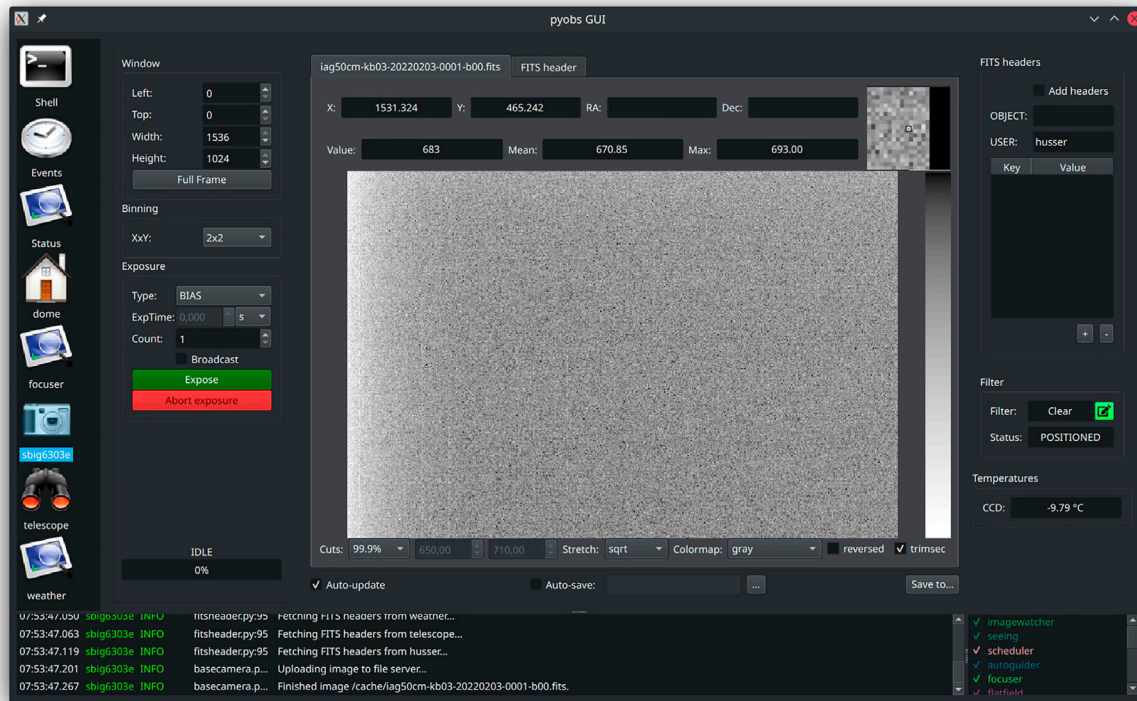 pyobs GUI
Shell
Events
Status
dome
focuser
sbig6303e
telescope
weather
Window
Left: 0
Top: 0
Width: 1536
Height: 1024
Full Frame
Binning
XxY: 2x2
Exposure
Type: BIAS
ExpTime: 0,000 s
Count: 1
Broadcast
Expose
Abort exposure
IDLE
0%
iag50cm-kb03-20220203-0001-b00.fits FITS header
X: 1531.324 Y: 465.242 RA: Dec:
Value: 683 Mean: 670.85 Max: 693.00
Cuts: 99.9% 650,00 710,00 Stretch: sqrt Colormap: gray reversed trimsec
Auto-update Auto-save: ... Save to...
FITS headers
Add headers
OBJECT:
USER: husser
Key Value
+ -
Filter
Filter: Clear
Status: POSITIONED
Temperatures
CCD: -9.79 °C
07:53:47.050 sbig6303e INFO fitsheader.py:95 Fetching FITS headers from weather...
07:53:47.063 sbig6303e INFO fitsheader.py:95 Fetching FITS headers from telescope...
07:53:47.119 sbig6303e INFO fitsheader.py:95 Fetching FITS headers from husser...
07:53:47.201 sbig6303e INFO basecamera.p... Uploading image to file server...
07:53:47.267 sbig6303e INFO basecamera.p... Finished image /cache/iag50cm-kb03-20220203-0001-b00.fits.
imagewatcher
seeing
scheduler
autoguider
focuser
flatfield